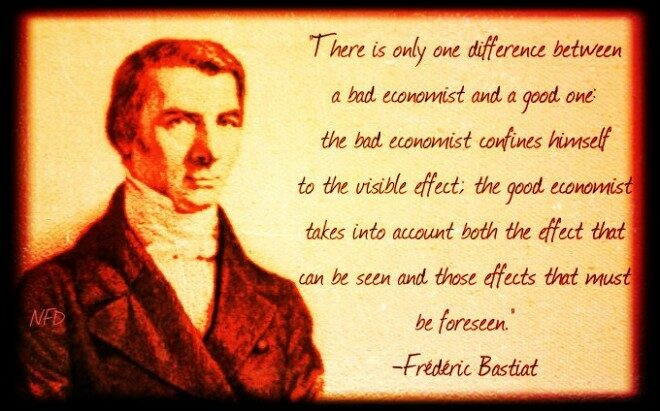 "There is only one difference between
a bad economist and a good one:
the bad economist confines himself
to the visible effect; the good economist
takes into account both the effect that
can be seen and those effects that must
be foreseen."
-Frédéric Bastiat
NFD